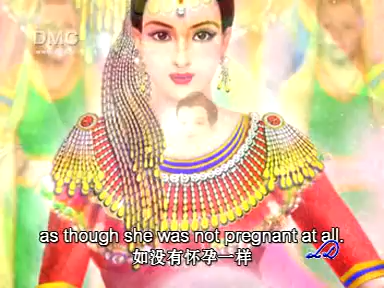 DMC
as though she was not pregnant at all.
如没有怀孕一样